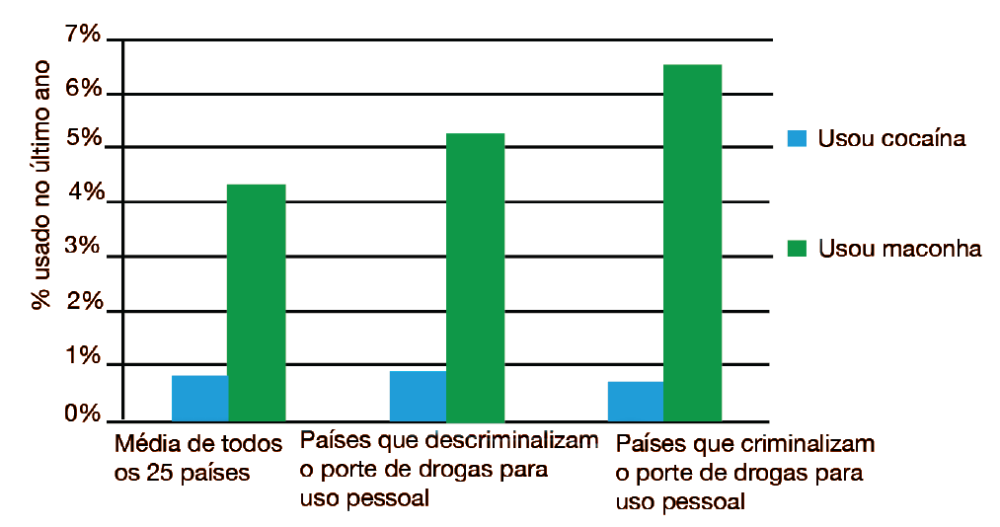 7%
6%
5%
4%
3%
2%
1%
0%
% usado no último ano
Usou cocaína
Usou maconha
Média de todos
os 25 países
Países que descriminalizam
o porte de drogas para
uso pessoal
Países que criminalizam
o porte de drogas para
uso pessoal